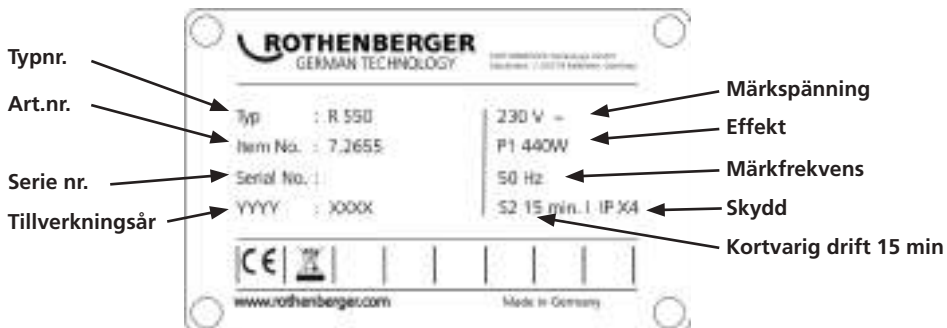 ROTHENBERGER
GERMAN TECHNOLOGY
Typnr.
Art.nr.
Serie nr.
Tillverkningsår
Typ : R 550
Item No. : 7.2655
Serial No. :
YYYY : XXXX
230 V ~
P1 440W
50 Hz
S2 15 min. I IP X4
Märkspänning
Effekt
Märkfrekvens
Skydd
Kortvarig drift 15 min
CE
www.rothenberger.com
Made in Germany